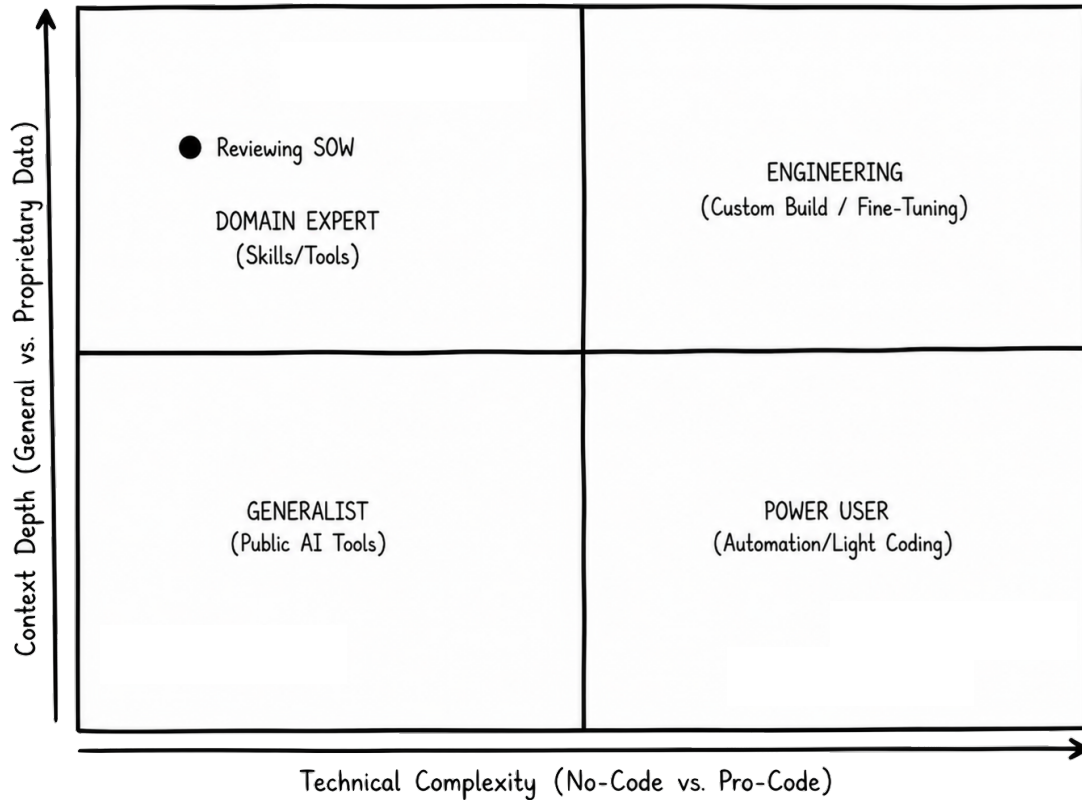 Context Depth (General vs. Proprietary Data)
Reviewing SOW
DOMAIN EXPERT
(Skills/Tools)
ENGINEERING
(Custom Build / Fine-Tuning)
GENERALIST
(Public AI Tools)
POWER USER
(Automation/Light Coding)
Technical Complexity (No-Code vs. Pro-Code)